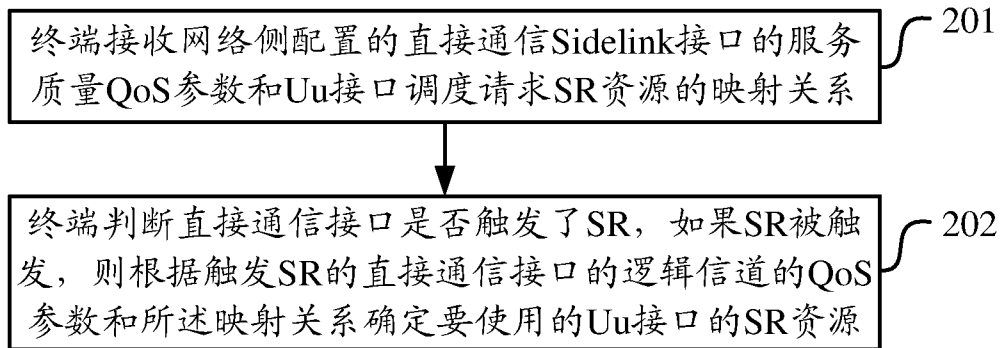 终端接收网络侧配置的直接通信Sidelink接口的服务
质量QoS参数和Uu接口调度请求SR资源的映射关系
201
终端判断直接通信接口是否触发了SR，如果SR被触
发，则根据触发SR的直接通信接口的逻辑信道的QoS
参数和所述映射关系确定要使用的Uu接口的SR资源
202